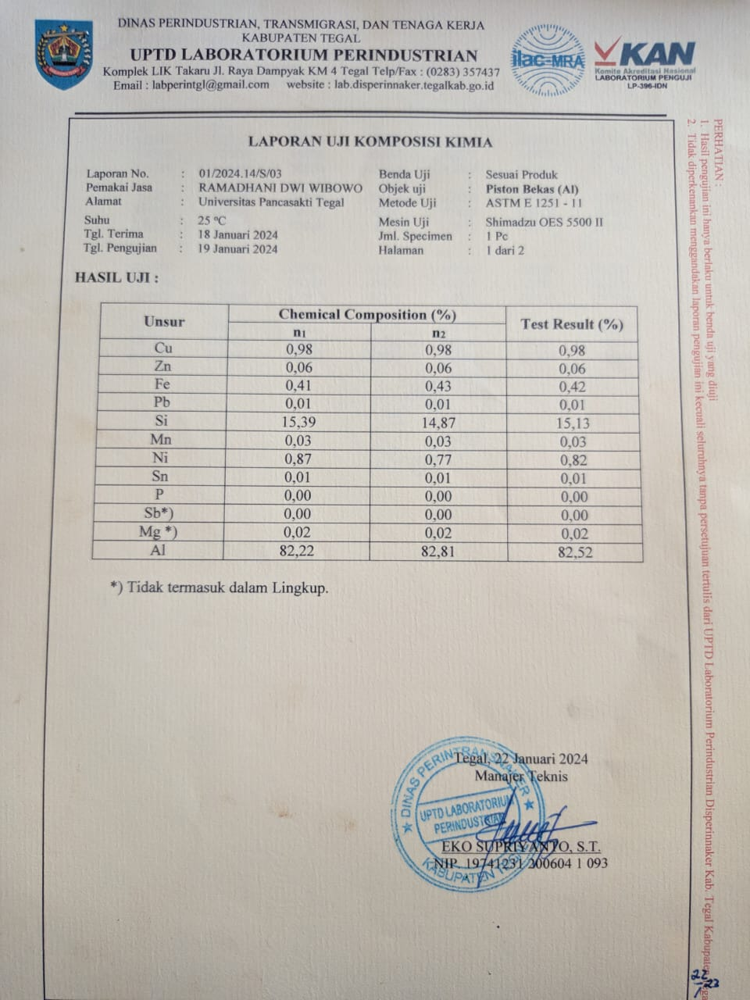 DINAS PERINDUSTRIAN, TRANSMIGRASI, DAN TENAGA KERJA
KABUPATEN TEGAL
UPTD LABORATORIUM PERINDUSTRIAN
Komplek LIK Takaru Jl. Raya Dampyak KM 4 Tegal Telp/Fax : (0283) 357437
Email : labperintgl@gmail.com website : lab.disperinnaker.tegalkab.go.id
ilac-MRA
KAN
Komite Akreditasi Nasional
LABORATORIUM PENGUJI
LP-396-IDN
LAPORAN UJI KOMPOSISI KIMIA
Laporan No. : 01/2024.14/S/03 Benda Uji : Sesuai Produk
Pemakai Jasa : RAMADHANI DWI WIBOWO Objek uji : Piston Bekas (Al)
Alamat : Universitas Pancasakti Tegal Metode Uji : ASTM E 1251 - 11
Suhu : 25 ºC Mesin Uji : Shimadzu OES 5500 II
Tgl. Terima : 18 Januari 2024 Jml. Specimen : 1 Pc
Tgl. Pengujian : 19 Januari 2024 Halaman : 1 dari 2
HASIL UJI :
Unsur Chemical Composition (%) Test Result (%)
n1 n2
Cu 0,98 0,98 0,98
Zn 0,06 0,06 0,06
Fe 0,41 0,43 0,42
Pb 0,01 0,01 0,01
Si 15,39 14,87 15,13
Mn 0,03 0,03 0,03
Ni 0,87 0,77 0,82
Sn 0,01 0,01 0,01
P 0,00 0,00 0,00
Sb*) 0,00 0,00 0,00
Mg *) 0,02 0,02 0,02
Al 82,22 82,81 82,52
*) Tidak termasuk dalam Lingkup.
Tegal, 22 Januari 2024
Manajer Teknis
DINAS PERINTRANSNAKER
UPTD LABORATORIUM
PERINDUSTRIAN
KABUPATEN TEGAL
EKO SUPRIYANTO, S.T.
NIP. 19741231 200604 1 093
PERHATIAN :
1. Hasil pengujian ini hanya berlaku untuk benda uji yang diuji
2. Tidak diperkenankan menggandakan laporan pengujian ini kecuali seluruhnya tanpa persetujuan tertulis dari UPTD Laboratorium Perindustrian Disperinnaker Kab. Tegal Kabupaten